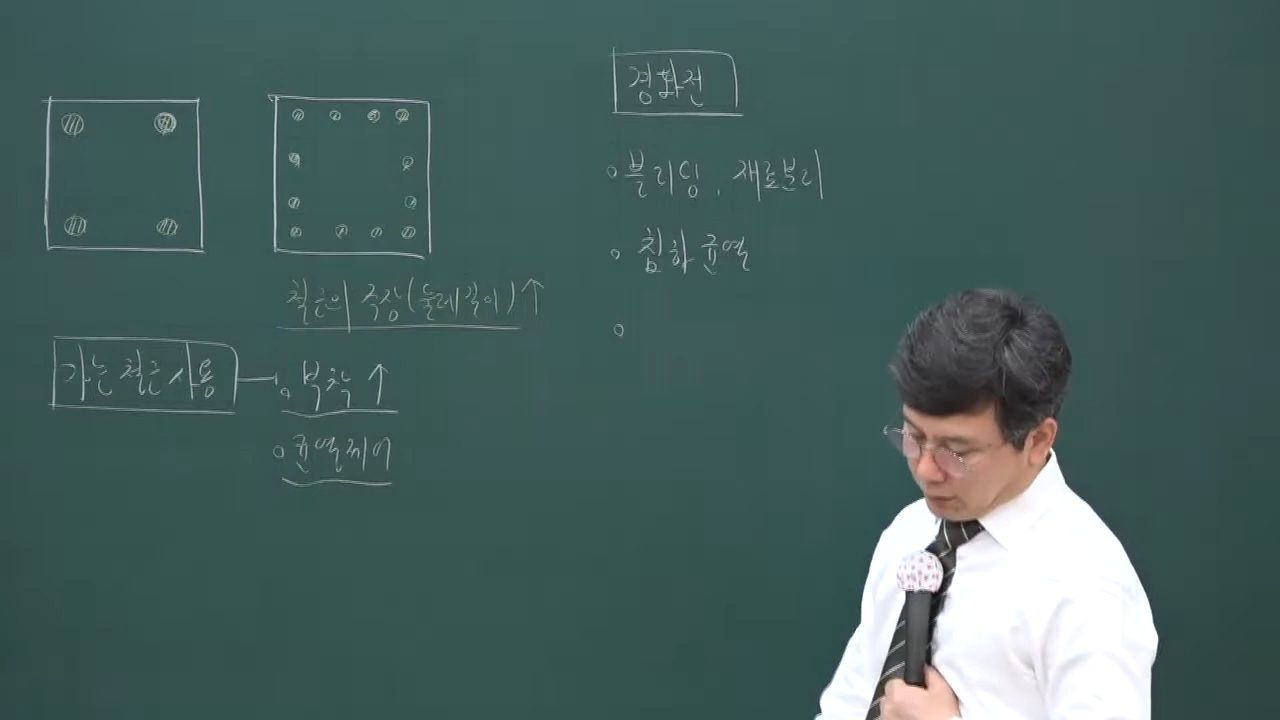 철근의 주장(둘레길이)↑
가는 철근 사용
◦ 부착 ↑
◦ 균열제어
경화전
◦ 블리딩, 재료분리
◦ 침하 균열
◦